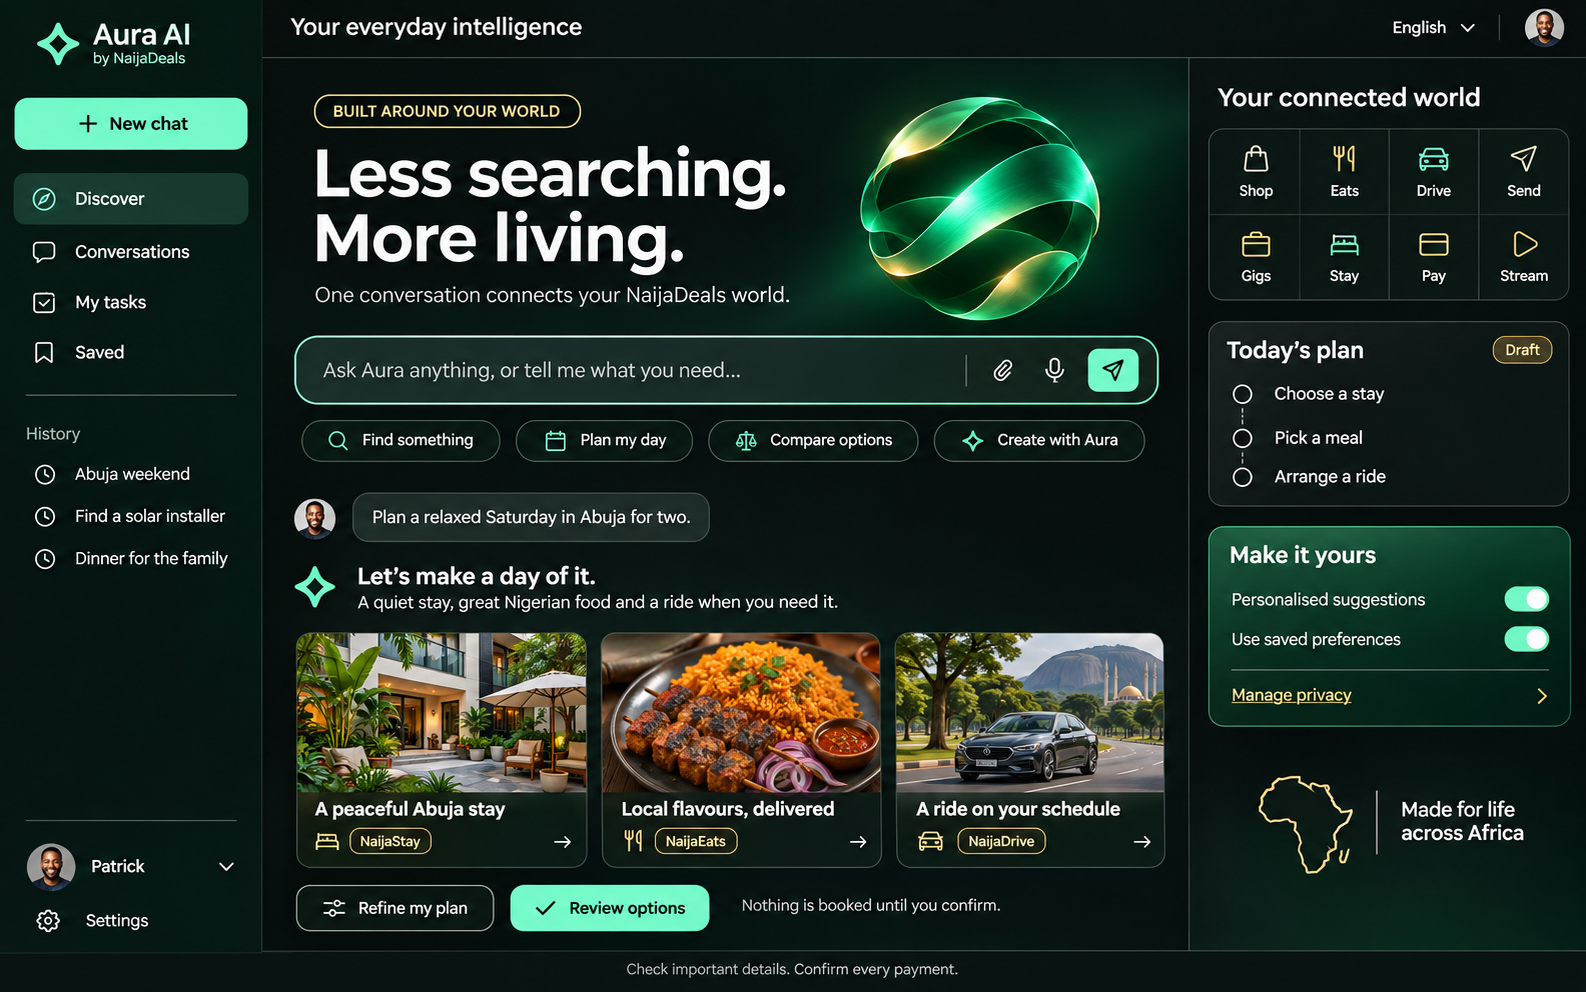 Aura AI
by NaijaDeals
New chat
Discover
Conversations
My tasks
Saved
History
Abuja weekend
Find a solar installer
Dinner for the family
Patrick
Settings
Your everyday intelligence
English
BUILT AROUND YOUR WORLD
Less searching.
More living.
One conversation connects your NaijaDeals world.
Ask Aura anything, or tell me what you need...
Find something
Plan my day
Compare options
Create with Aura
Plan a relaxed Saturday in Abuja for two.
Let's make a day of it.
A quiet stay, great Nigerian food and a ride when you need it.
A peaceful Abuja stay
NaijaStay
Local flavours, delivered
NaijaEats
A ride on your schedule
NaijaDrive
Refine my plan
Review options
Nothing is booked until you confirm.
Your connected world
Shop
Eats
Drive
Send
Gigs
Stay
Pay
Stream
Today's plan
Draft
Choose a stay
Pick a meal
Arrange a ride
Make it yours
Personalised suggestions
Use saved preferences
Manage privacy
Made for life
across Africa
Check important details. Confirm every payment.